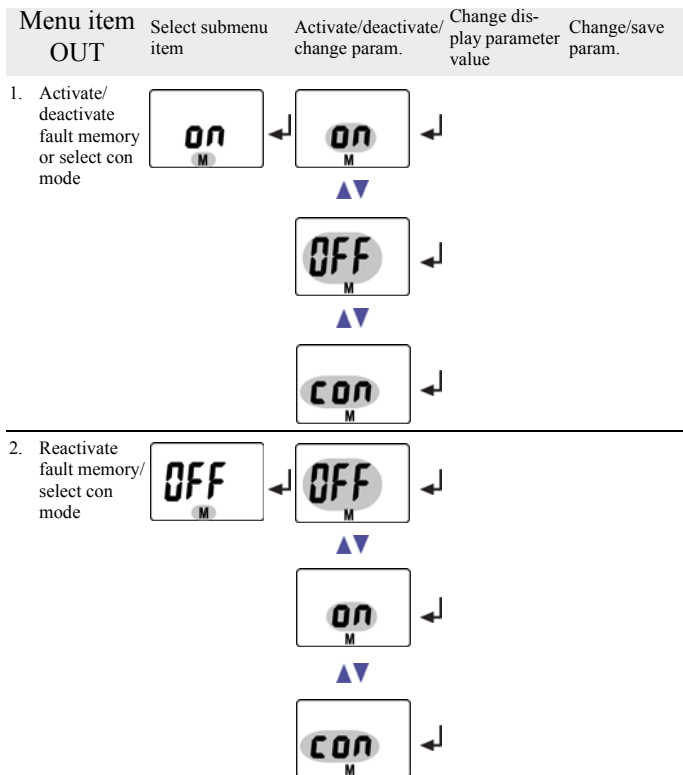 Menu item OUT
Select submenu item
Activate/deactivate/ change param.
Change dis-play parameter value
Change/save param.
1. Activate/
deactivate
fault memory
or select con
mode
on
M
on
M
OFF
M
con
M
2. Reactivate
fault memory/
select con
mode
OFF
M
OFF
M
on
M
con
M